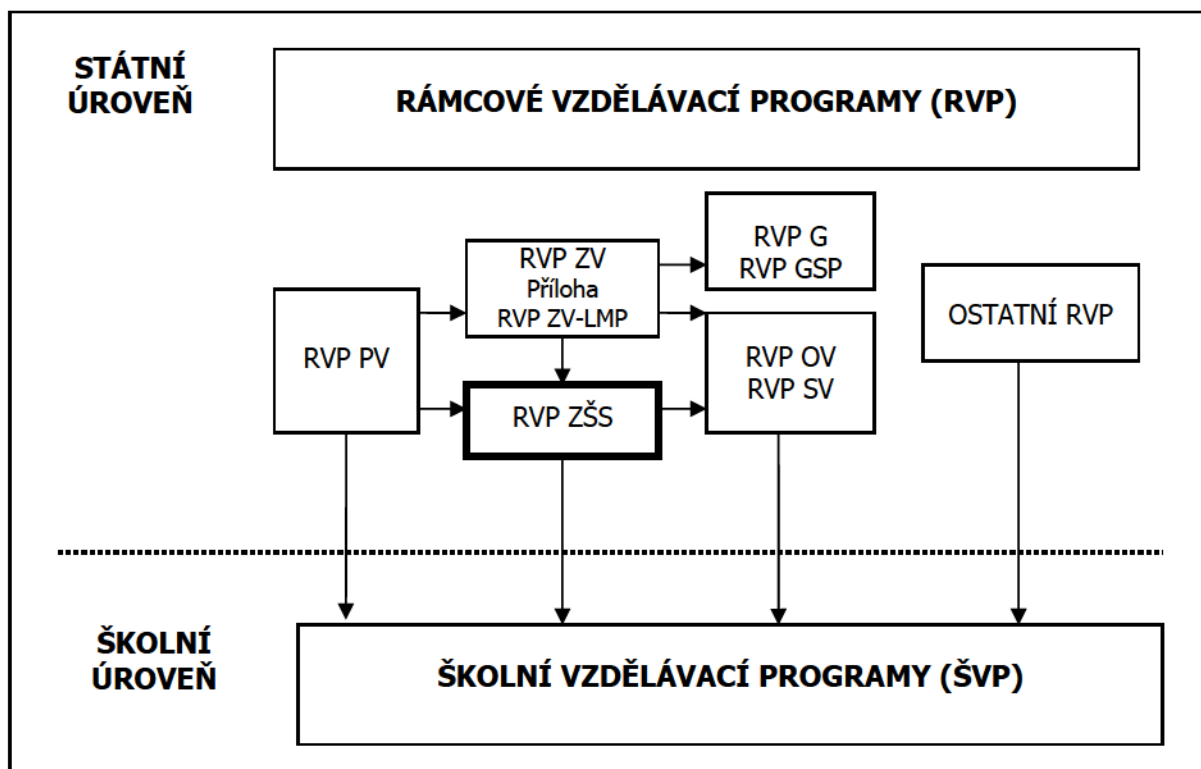 STÁTNÍ
ÚROVEŇ
RÁMCOVÉ VZDĚLÁVACÍ PROGRAMY (RVP)
RVP PV
RVP ZV
Příloha
RVP ZV-LMP
RVP ZŠS
RVP G
RVP GSP
RVP OV
RVP SV
OSTATNÍ RVP
ŠKOLNÍ
ÚROVEŇ
ŠKOLNÍ VZDĚLÁVACÍ PROGRAMY (ŠVP)